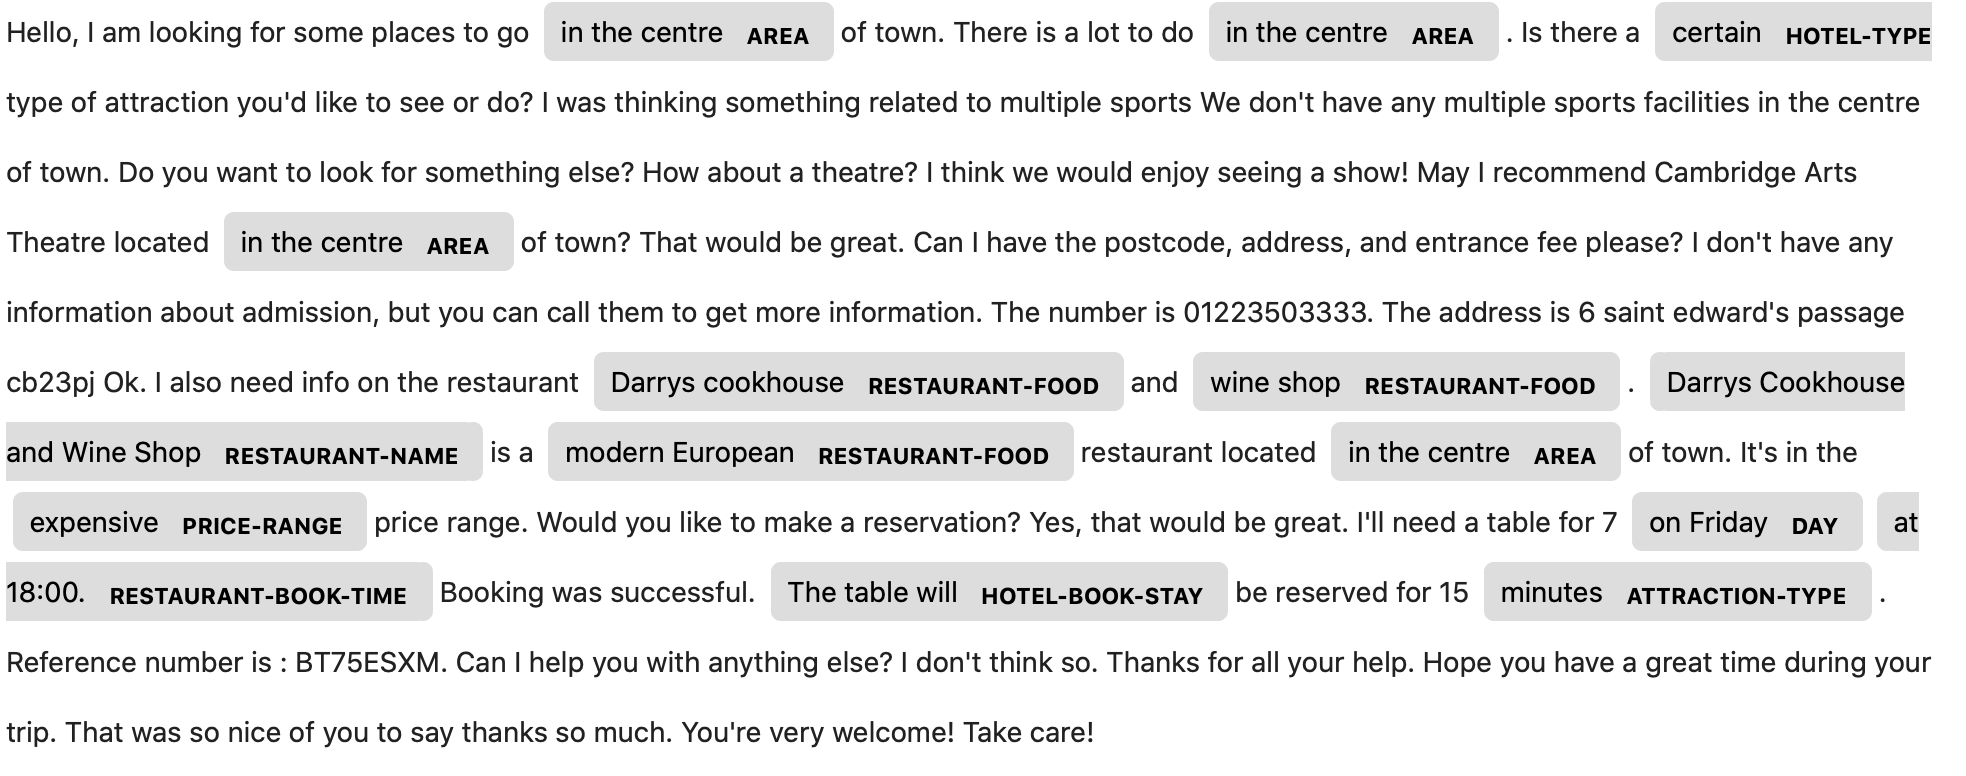 Hello, I am looking for some places to go in the centre AREA of town. There is a lot to do in the centre AREA . Is there a certain HOTEL-TYPE
type of attraction you'd like to see or do? I was thinking something related to multiple sports We don't have any multiple sports facilities in the centre
of town. Do you want to look for something else? How about a theatre? I think we would enjoy seeing a show! May I recommend Cambridge Arts
Theatre located in the centre AREA of town? That would be great. Can I have the postcode, address, and entrance fee please? I don't have any
information about admission, but you can call them to get more information. The number is 01223503333. The address is 6 saint edward's passage
cb23pj Ok. I also need info on the restaurant Darrys cookhouse RESTAURANT-FOOD and wine shop RESTAURANT-FOOD . Darrys Cookhouse
and Wine Shop RESTAURANT-NAME is a modern European RESTAURANT-FOOD restaurant located in the centre AREA of town. It's in the
expensive PRICE-RANGE price range. Would you like to make a reservation? Yes, that would be great. I'll need a table for 7 on Friday DAY at
18:00. RESTAURANT-BOOK-TIME Booking was successful. The table will HOTEL-BOOK-STAY be reserved for 15 minutes ATTRACTION-TYPE .
Reference number is : BT75ESXM. Can I help you with anything else? I don't think so. Thanks for all your help. Hope you have a great time during your
trip. That was so nice of you to say thanks so much. You're very welcome! Take care!